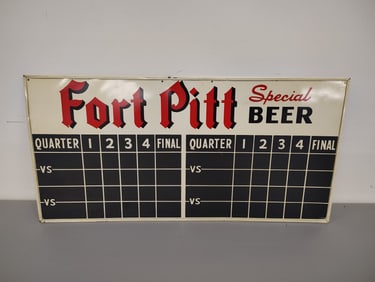 Fort Pitt Special BEER
QUARTER 1 2 3 4 FINAL QUARTER 1 2 3 4 FINAL
VS VS
VS VS